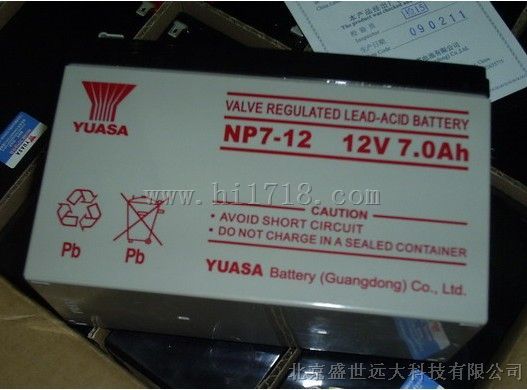 090211
YUASA
VALVE REGULATED LEAD-ACID BATTERY
NP7-12 12V 7.0Ah
www.hi1718.com
CAUTION
• AVOID SHORT CIRCUIT
• DO NOT CHARGE IN A SEALED CONTAINER
Pb Pb
YUASA Battery (Guangdong) Co., Ltd.
北京盛世远大科技有限公司